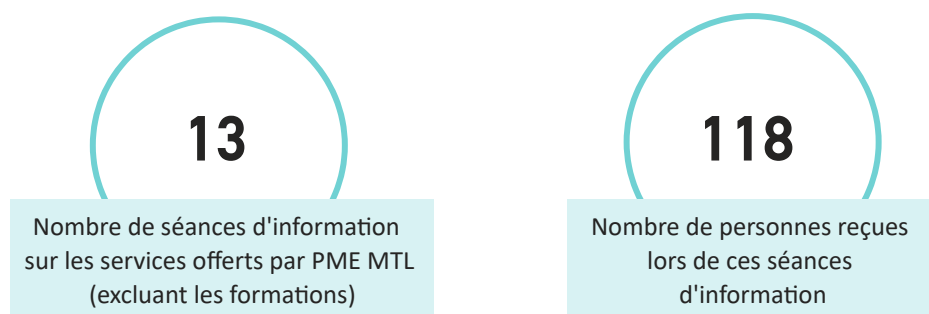 13
Nombre de séances d'information
sur les services offerts par PME MTL
(excluant les formations)
118
Nombre de personnes reçues
lors de ces séances
d'information